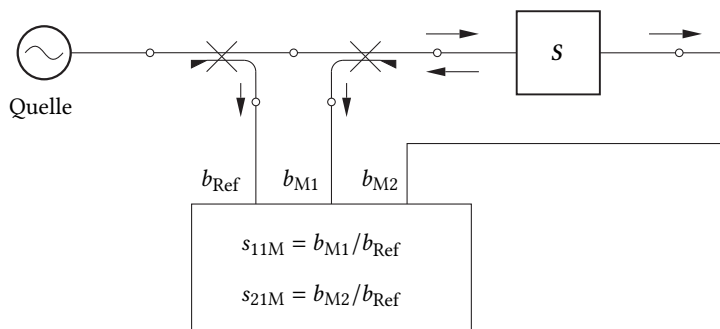 S
Quelle
b_Ref b_M1 b_M2
s_11M = b_M1/b_Ref
s_21M = b_M2/b_Ref